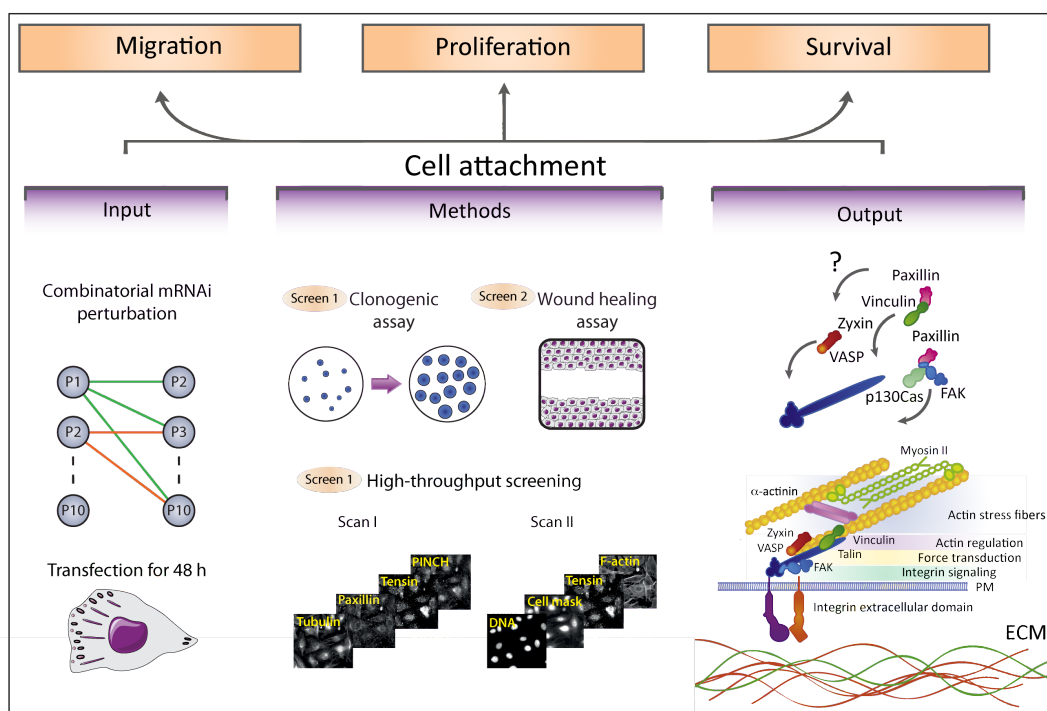 Migration
Proliferation
Survival
Cell attachment
Input
Methods
Output
Combinatorial mRNAi
perturbation
P1
P2
P2
P3
P10
P10
Transfection for 48 h
Screen 1
Clonogenic
assay
Screen 2
Wound healing
assay
Screen 1
High-throughput screening
Scan I
Scan II
PINCH
Tensin
Paxillin
Tubulin
F-actin
Tensin
Cell mask
DNA
?
Paxillin
Vinculin
Zyxin
VASP
Paxillin
p130Cas
FAK
Myosin II
α-actinin
Actin stress fibers
Zyxin
VASP
Vinculin
Actin regulation
Talin
Force transduction
FAK
Integrin signaling
PM
Integrin extracellular domain
ECM